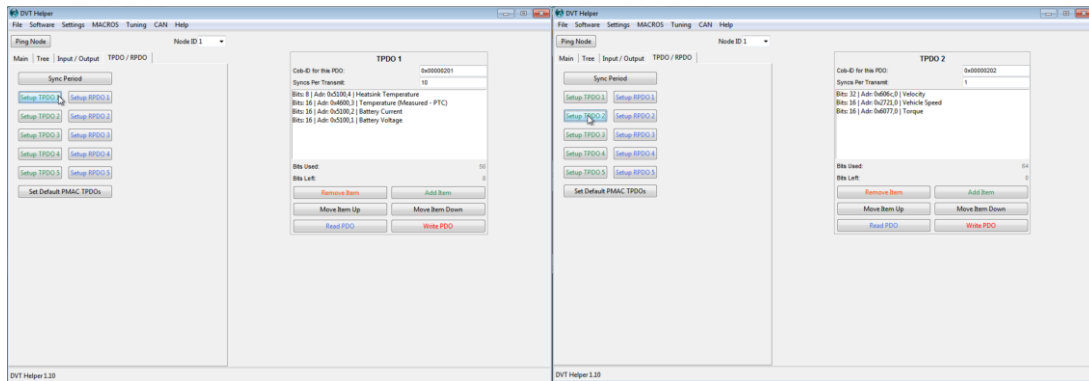 DVT Helper
File Software Settings MACROS Tuning CAN Help
Ping Node Node ID 1
Main Tree Input / Output TPDO / RPDO
Sync Period
Setup TPDO 1 Setup RPDO 1
Setup TPDO 2 Setup RPDO 2
Setup TPDO 3 Setup RPDO 3
Setup TPDO 4 Setup RPDO 4
Setup TPDO 5 Setup RPDO 5
Set Default PMAC TPDOs
TPDO 1
Cob-ID for this PDO: 0x00000201
Syncs Per Transmit: 10
Bits: 8 | Adr: 0x5100,4 | Heatsink Temperature
Bits: 16 | Adr: 0x4600,3 | Temperature (Measured - PTC)
Bits: 16 | Adr: 0x5100,2 | Battery Current
Bits: 16 | Adr: 0x5100,1 | Battery Voltage
Bits Used: 56
Bits Left: 8
Remove Item Add Item
Move Item Up Move Item Down
Read PDO Write PDO
DVT Helper 1.10
DVT Helper
File Software Settings MACROS Tuning CAN Help
Ping Node Node ID 1
Main Tree Input / Output TPDO / RPDO
Sync Period
Setup TPDO 1 Setup RPDO 1
Setup TPDO 2 Setup RPDO 2
Setup TPDO 3 Setup RPDO 3
Setup TPDO 4 Setup RPDO 4
Setup TPDO 5 Setup RPDO 5
Set Default PMAC TPDOs
TPDO 2
Cob-ID for this PDO: 0x00000202
Syncs Per Transmit: 1
Bits: 32 | Adr: 0x606c,0 | Velocity
Bits: 16 | Adr: 0x2721,0 | Vehicle Speed
Bits: 16 | Adr: 0x6077,0 | Torque
Bits Used: 64
Bits Left: 0
Remove Item Add Item
Move Item Up Move Item Down
Read PDO Write PDO
DVT Helper 1.10